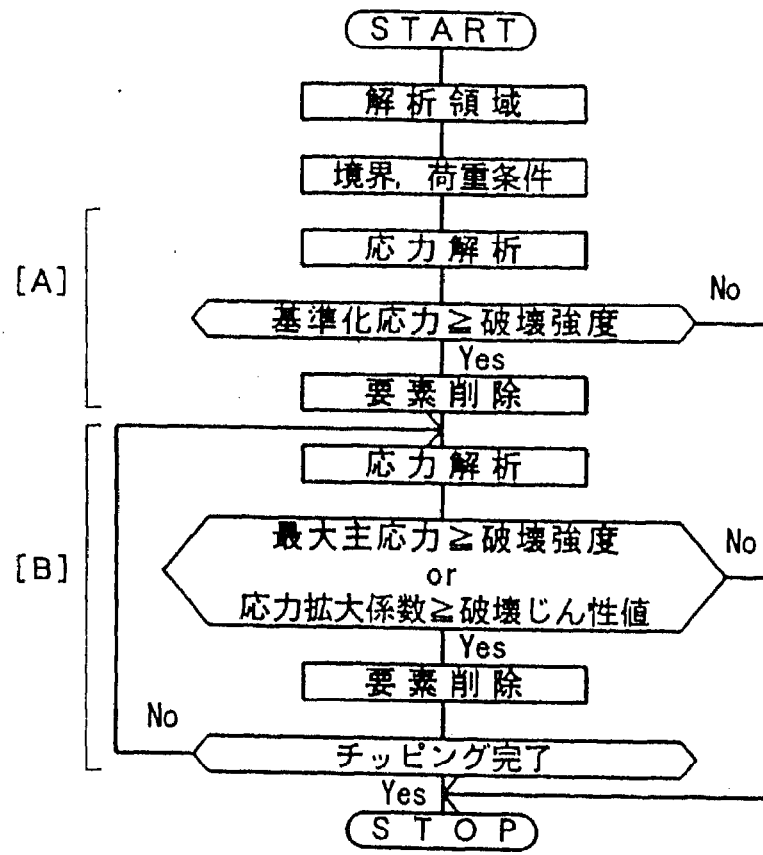 START
解析領域
境界, 荷重条件
[A]
応力解析
No
基準化応力≧破壊強度
Yes
要素削除
応力解析
[B]
最大主応力≧破壊強度
No
or
応力拡大係数≧破壊じん性値
Yes
要素削除
No
チッピング完了
Yes
STOP